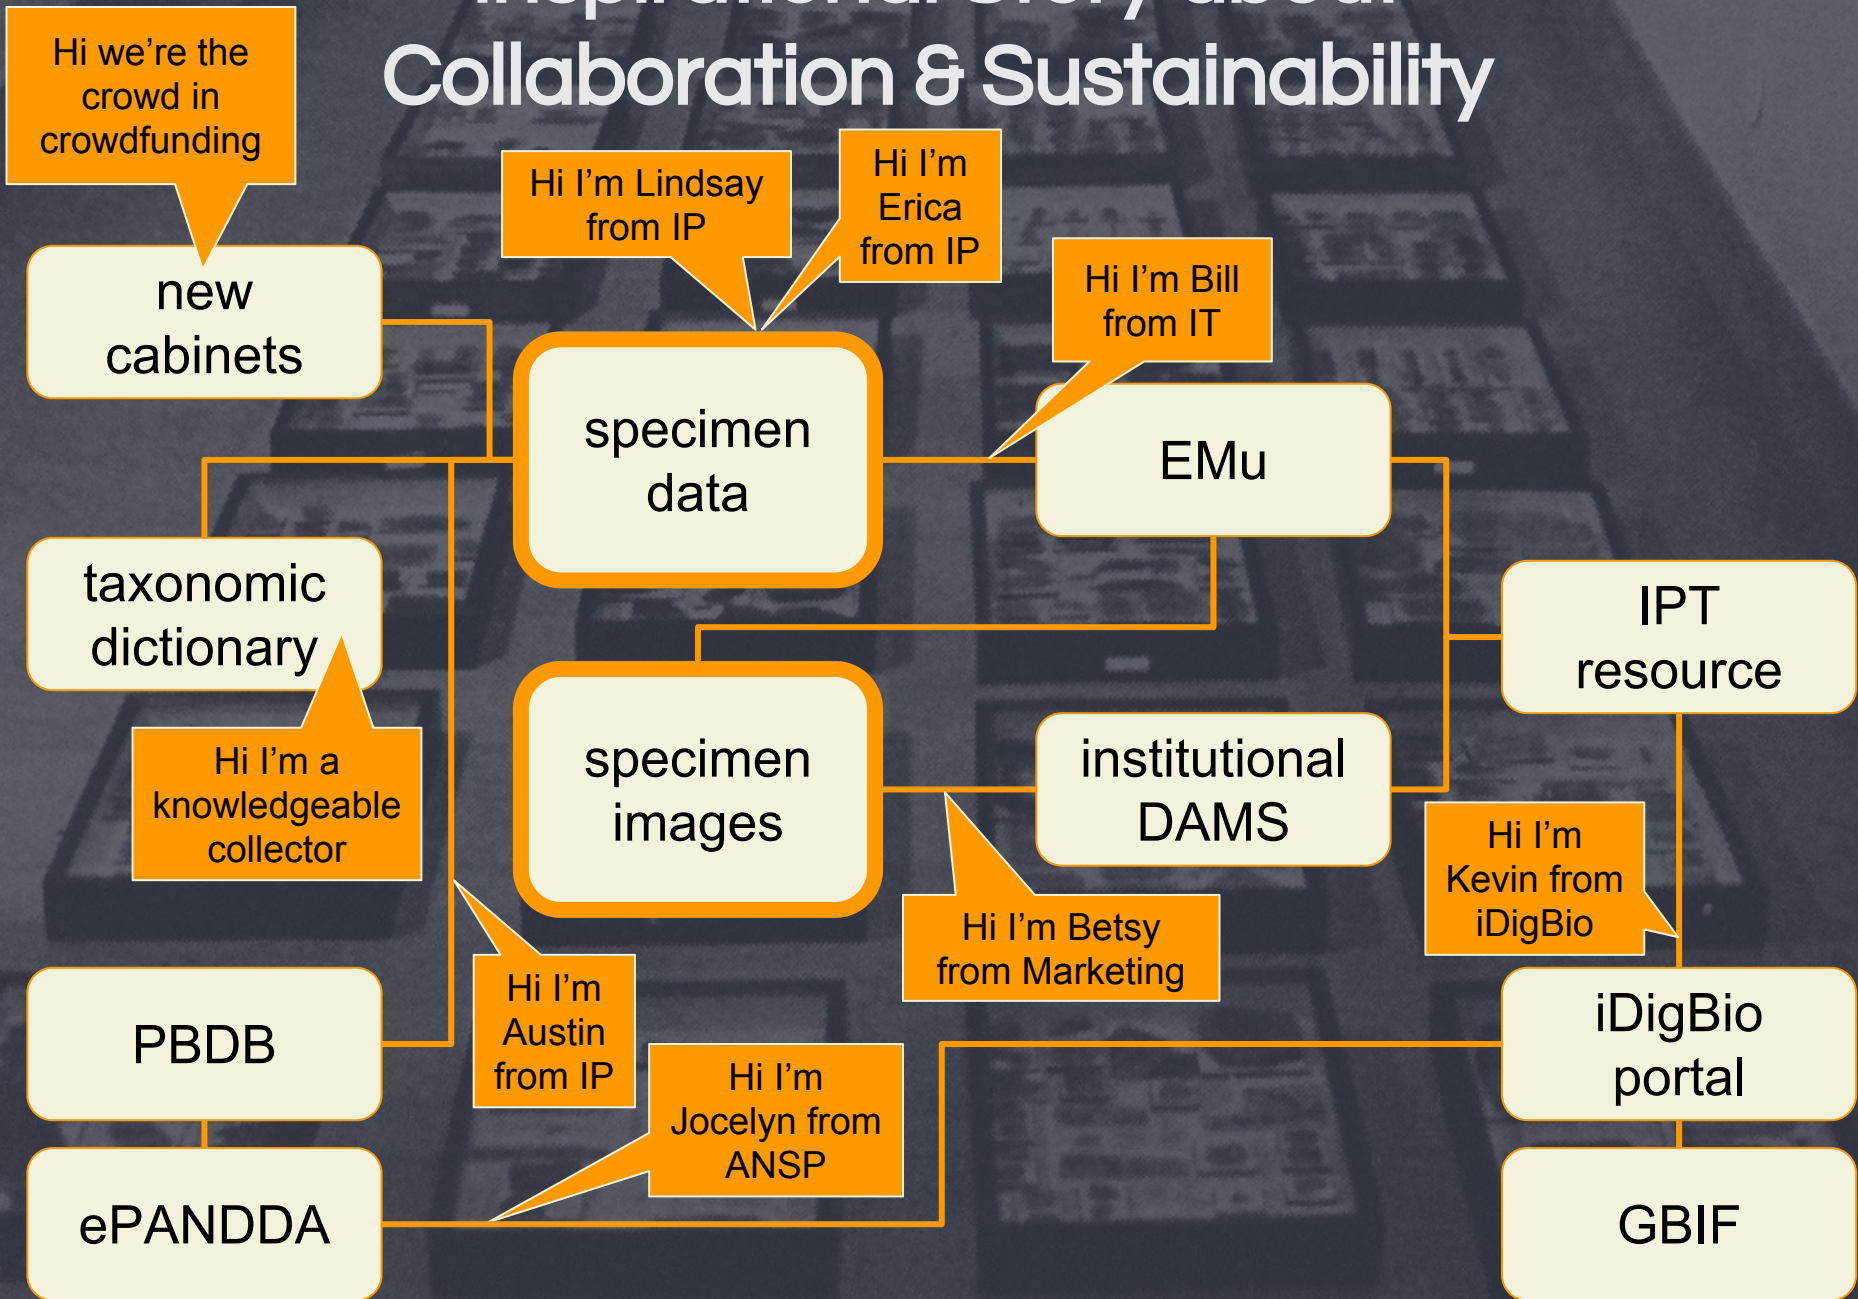 Inspirational Story about
Collaboration & Sustainability
Hi we’re the
crowd in
crowdfunding
Hi I’m Lindsay
from IP
Hi I’m
Erica
from IP
Hi I’m Bill
from IT
new
cabinets
specimen
data
EMu
taxonomic
dictionary
IPT
resource
Hi I’m a
knowledgeable
collector
specimen
images
institutional
DAMS
Hi I’m
Kevin from
iDigBio
Hi I’m Betsy
from Marketing
Hi I’m
Austin
from IP
PBDB
iDigBio
portal
Hi I’m
Jocelyn from
ANSP
ePANDDA
GBIF